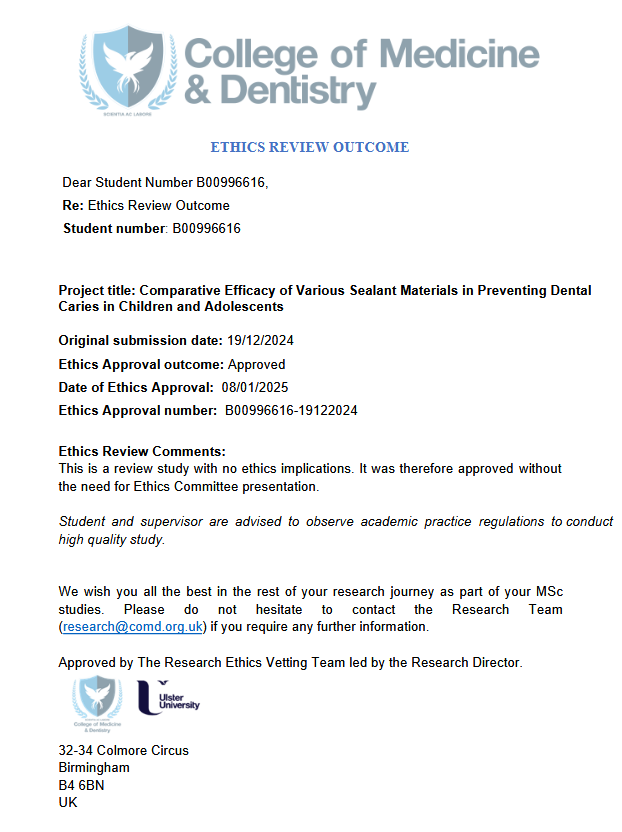 College of Medicine
& Dentistry
SCIENTIA AC LABORE
ETHICS REVIEW OUTCOME
Dear Student Number B00996616,
Re: Ethics Review Outcome
Student number: B00996616
Project title: Comparative Efficacy of Various Sealant Materials in Preventing Dental
Caries in Children and Adolescents
Original submission date: 19/12/2024
Ethics Approval outcome: Approved
Date of Ethics Approval: 08/01/2025
Ethics Approval number: B00996616-19122024
Ethics Review Comments:
This is a review study with no ethics implications. It was therefore approved without
the need for Ethics Committee presentation.
Student and supervisor are advised to observe academic practice regulations to conduct
high quality study.
We wish you all the best in the rest of your research journey as part of your MSc
studies. Please do not hesitate to contact the Research Team
(research@comd.org.uk) if you require any further information.
Approved by The Research Ethics Vetting Team led by the Research Director.
College of Medicine
& Dentistry
Ulster
University
32-34 Colmore Circus
Birmingham
B4 6BN
UK